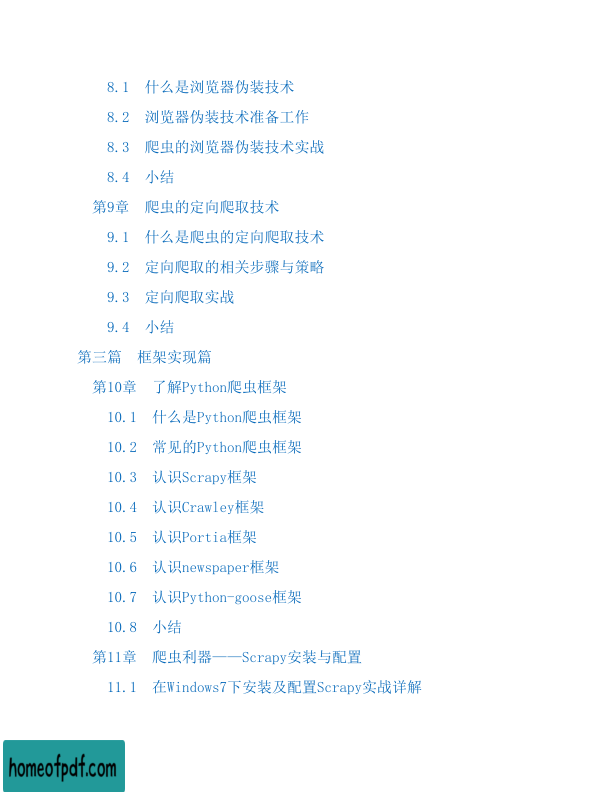 8.1 什么是浏览器伪装技术
8.2 浏览器伪装技术准备工作
8.3 爬虫的浏览器伪装技术实战
8.4 小结
第9章 爬虫的定向爬取技术
9.1 什么是爬虫的定向爬取技术
9.2 定向爬取的相关步骤与策略
9.3 定向爬取实战
9.4 小结
第三篇 框架实现篇
第10章 了解Python爬虫框架
10.1 什么是Python爬虫框架
10.2 常见的Python爬虫框架
10.3 认识Scrapy框架
10.4 认识Crawley框架
10.5 认识Portia框架
10.6 认识newspaper框架
10.7 认识Python-goose框架
10.8 小结
第11章 爬虫利器——Scrapy安装与配置
11.1 在Windows7下安装及配置Scrapy实战详解
homeofpdf.com